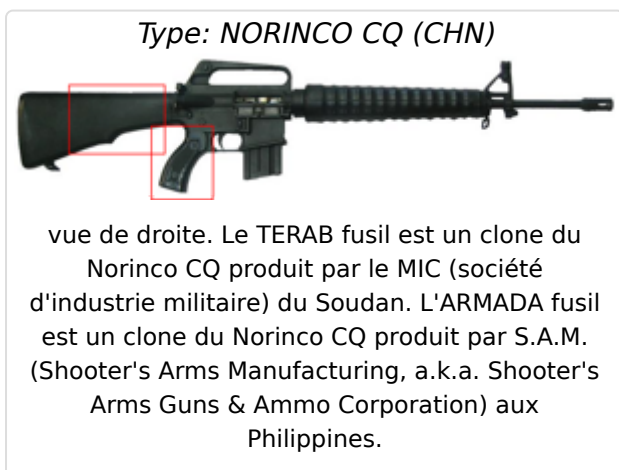 Type: NORINCO CQ (CHN)
vue de droite. Le TERAB fusil est un clone du
Norinco CQ produit par le MIC (société
d'industrie militaire) du Soudan. L'ARMADA fusil
est un clone du Norinco CQ produit par S.A.M.
(Shooter's Arms Manufacturing, a.k.a. Shooter's
Arms Guns & Ammo Corporation) aux
Philippines.